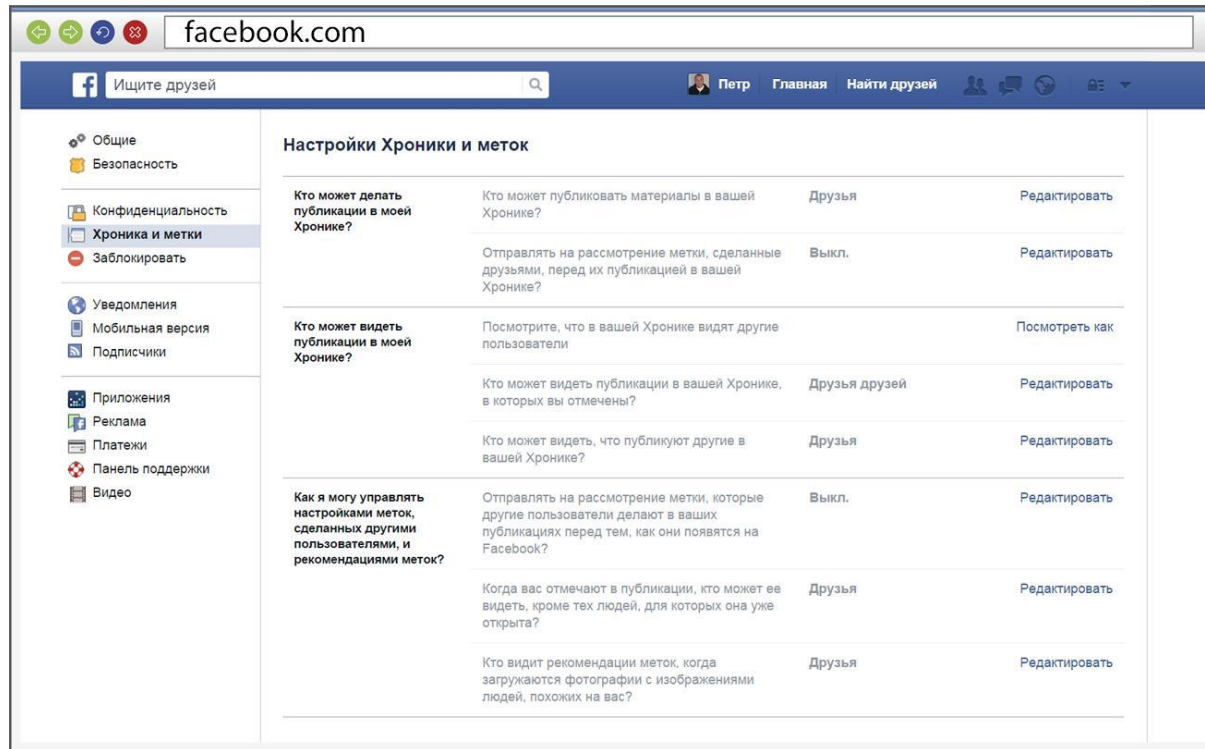 facebook.com
f
Ищите друзей
Петр Главная Найти друзей
Общие
Безопасность
Конфиденциальность
Хроника и метки
Заблокировать
Уведомления
Мобильная версия
Подписчики
Приложения
Реклама
Платежи
Панель поддержки
Видео
Настройки Хроники и меток
Кто может делать
публикации в моей
Хронике?
Кто может публиковать материалы в вашей
Хронике?
Друзья
Редактировать
Отправлять на рассмотрение метки, сделанные
друзьями, перед их публикацией в вашей
Хронике?
Выкл.
Редактировать
Кто может видеть
публикации в моей
Хронике?
Посмотрите, что в вашей Хронике видят другие
пользователи
Посмотреть как
Кто может видеть публикации в вашей Хронике,
в которых вы отмечены?
Друзья друзей
Редактировать
Кто может видеть, что публикуют другие в
вашей Хронике?
Друзья
Редактировать
Как я могу управлять
настройками меток,
сделанных другими
пользователями, и
рекомендациями меток?
Отправлять на рассмотрение метки, которые
другие пользователи делают в ваших
публикациях перед тем, как они появятся на
Facebook?
Выкл.
Редактировать
Когда вас отмечают в публикации, кто может ее
видеть, кроме тех людей, для которых она уже
открыта?
Друзья
Редактировать
Кто видит рекомендации меток, когда
загружаются фотографии с изображениями
людей, похожих на вас?
Друзья
Редактировать